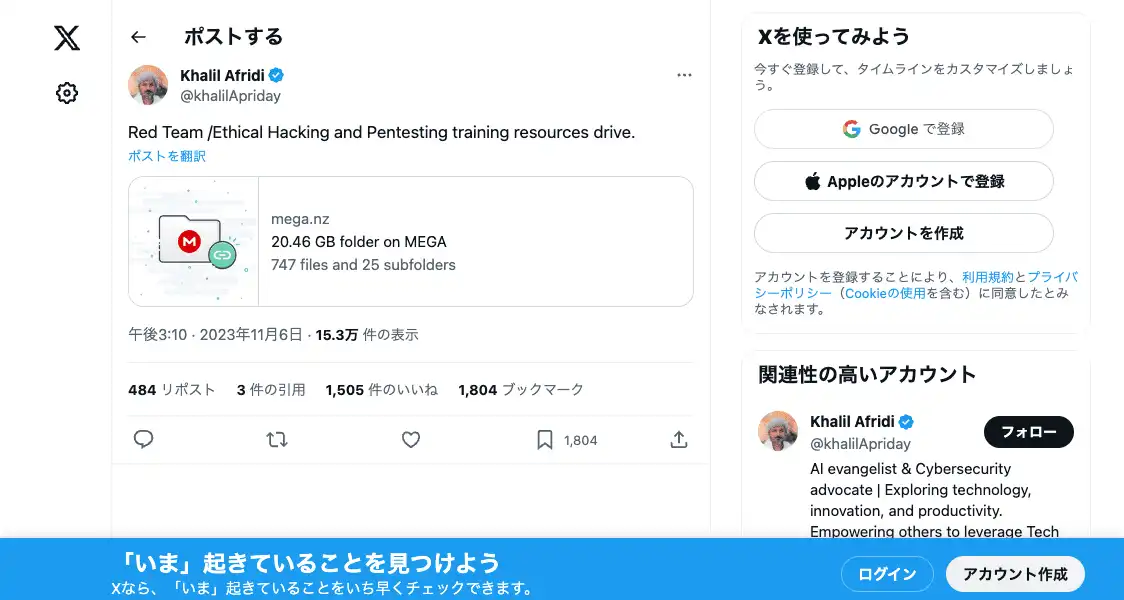 ポストする
Khalil Afridi
@khalilApriday
Red Team /Ethical Hacking and Pentesting training resources drive.
ポストを翻訳
mega.nz
20.46 GB folder on MEGA
747 files and 25 subfolders
午後3:10 · 2023年11月6日 · 15.3万 件の表示
484 リポスト 3 件の引用 1,505 件のいいね 1,804 ブックマーク
1,804
Xを使ってみよう
今すぐ登録して、タイムラインをカスタマイズしましょ
う。
Google で登録
Appleのアカウントで登録
アカウントを作成
アカウントを登録することにより、利用規約とプライバ
シーポリシー（Cookieの使用を含む）に同意したとみ
なされます。
関連性の高いアカウント
Khalil Afridi
@khalilApriday
フォロー
AI evangelist & Cybersecurity
advocate | Exploring technology,
innovation, and productivity.
Empowering others to leverage Tech
「いま」起きていることを見つけよう
Xなら、「いま」起きていることをいち早くチェックできます。
ログイン
アカウント作成